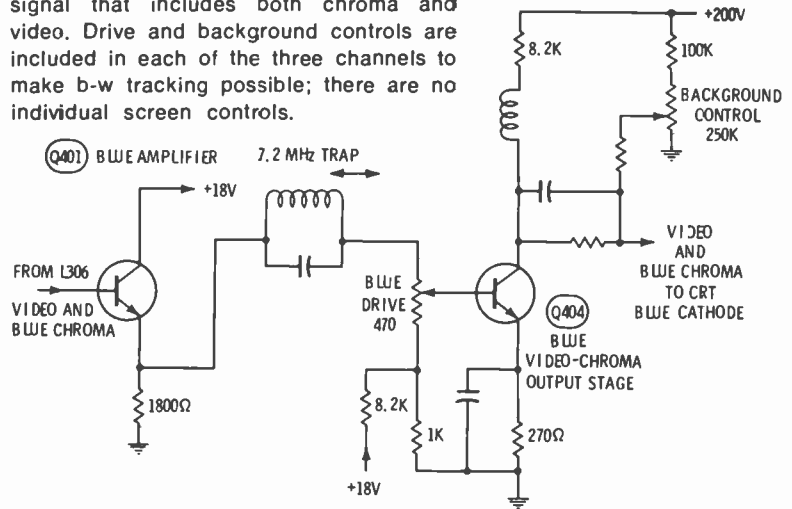 signal that includes both chroma and
video. Drive and background controls are
included in each of the three channels to
make b-w tracking possible; there are no
individual screen controls.
+200V
8.2K
100K
BACKGROUND
CONTROL
250K
Q401 BLUE AMPLIFIER
7.2 MHz TRAP
+18V
FROM L306
VIDEO AND
BLUE CHROMA
BLUE
DRIVE
470
VIDEO
AND
BLUE CHROMA
TO CRT
BLUE CATHODE
Q404
BLUE
VIDEO-CHROMA
OUTPUT STAGE
1800Ω
8.2K
1K
270Ω
+18V